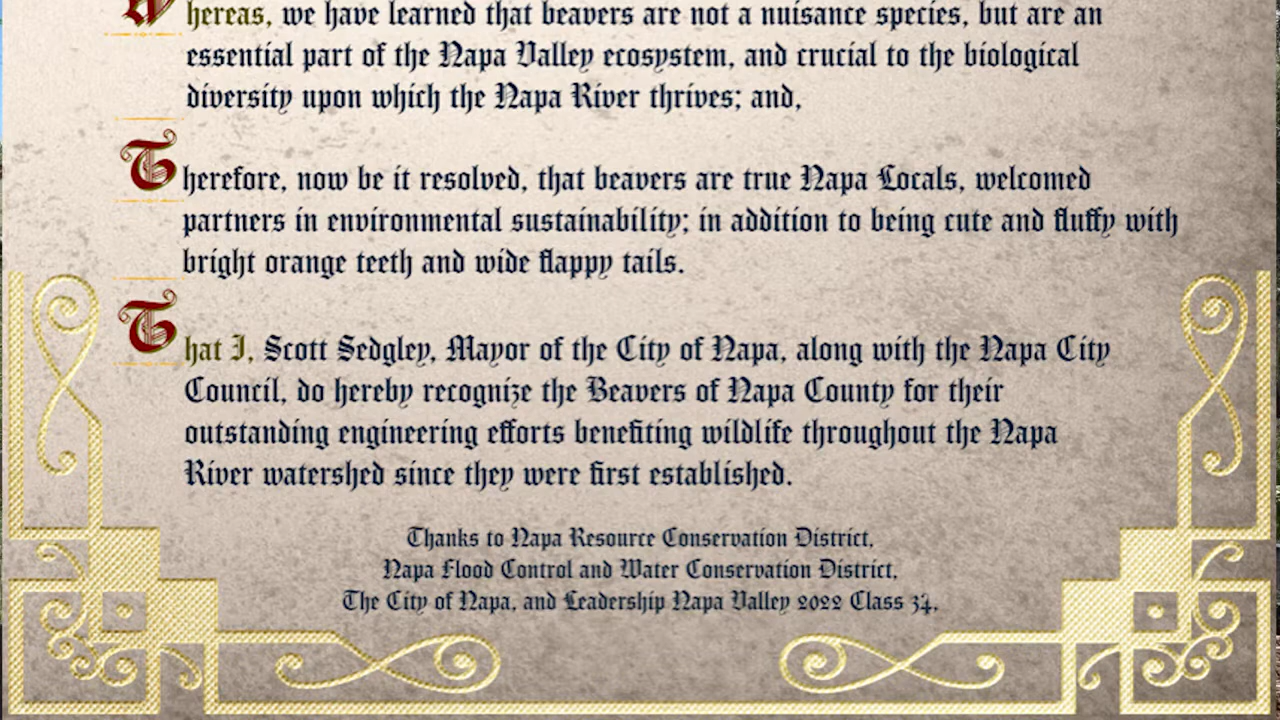 Whereas, we have learned that beavers are not a nuisance species, but are an
essential part of the Napa Valley ecosystem, and crucial to the biological
diversity upon which the Napa River thrives; and,
Therefore, now be it resolved, that beavers are true Napa Locals, welcomed
partners in environmental sustainability; in addition to being cute and fluffy with
bright orange teeth and wide flappy tails.
That I, Scott Sedgley, Mayor of the City of Napa, along with the Napa City
Council, do hereby recognize the Beavers of Napa County for their
outstanding engineering efforts benefiting wildlife throughout the Napa
River watershed since they were first established.
Thanks to Napa Resource Conservation District,
Napa Flood Control and Water Conservation District,
The City of Napa, and Leadership Napa Valley 2022 Class 34.